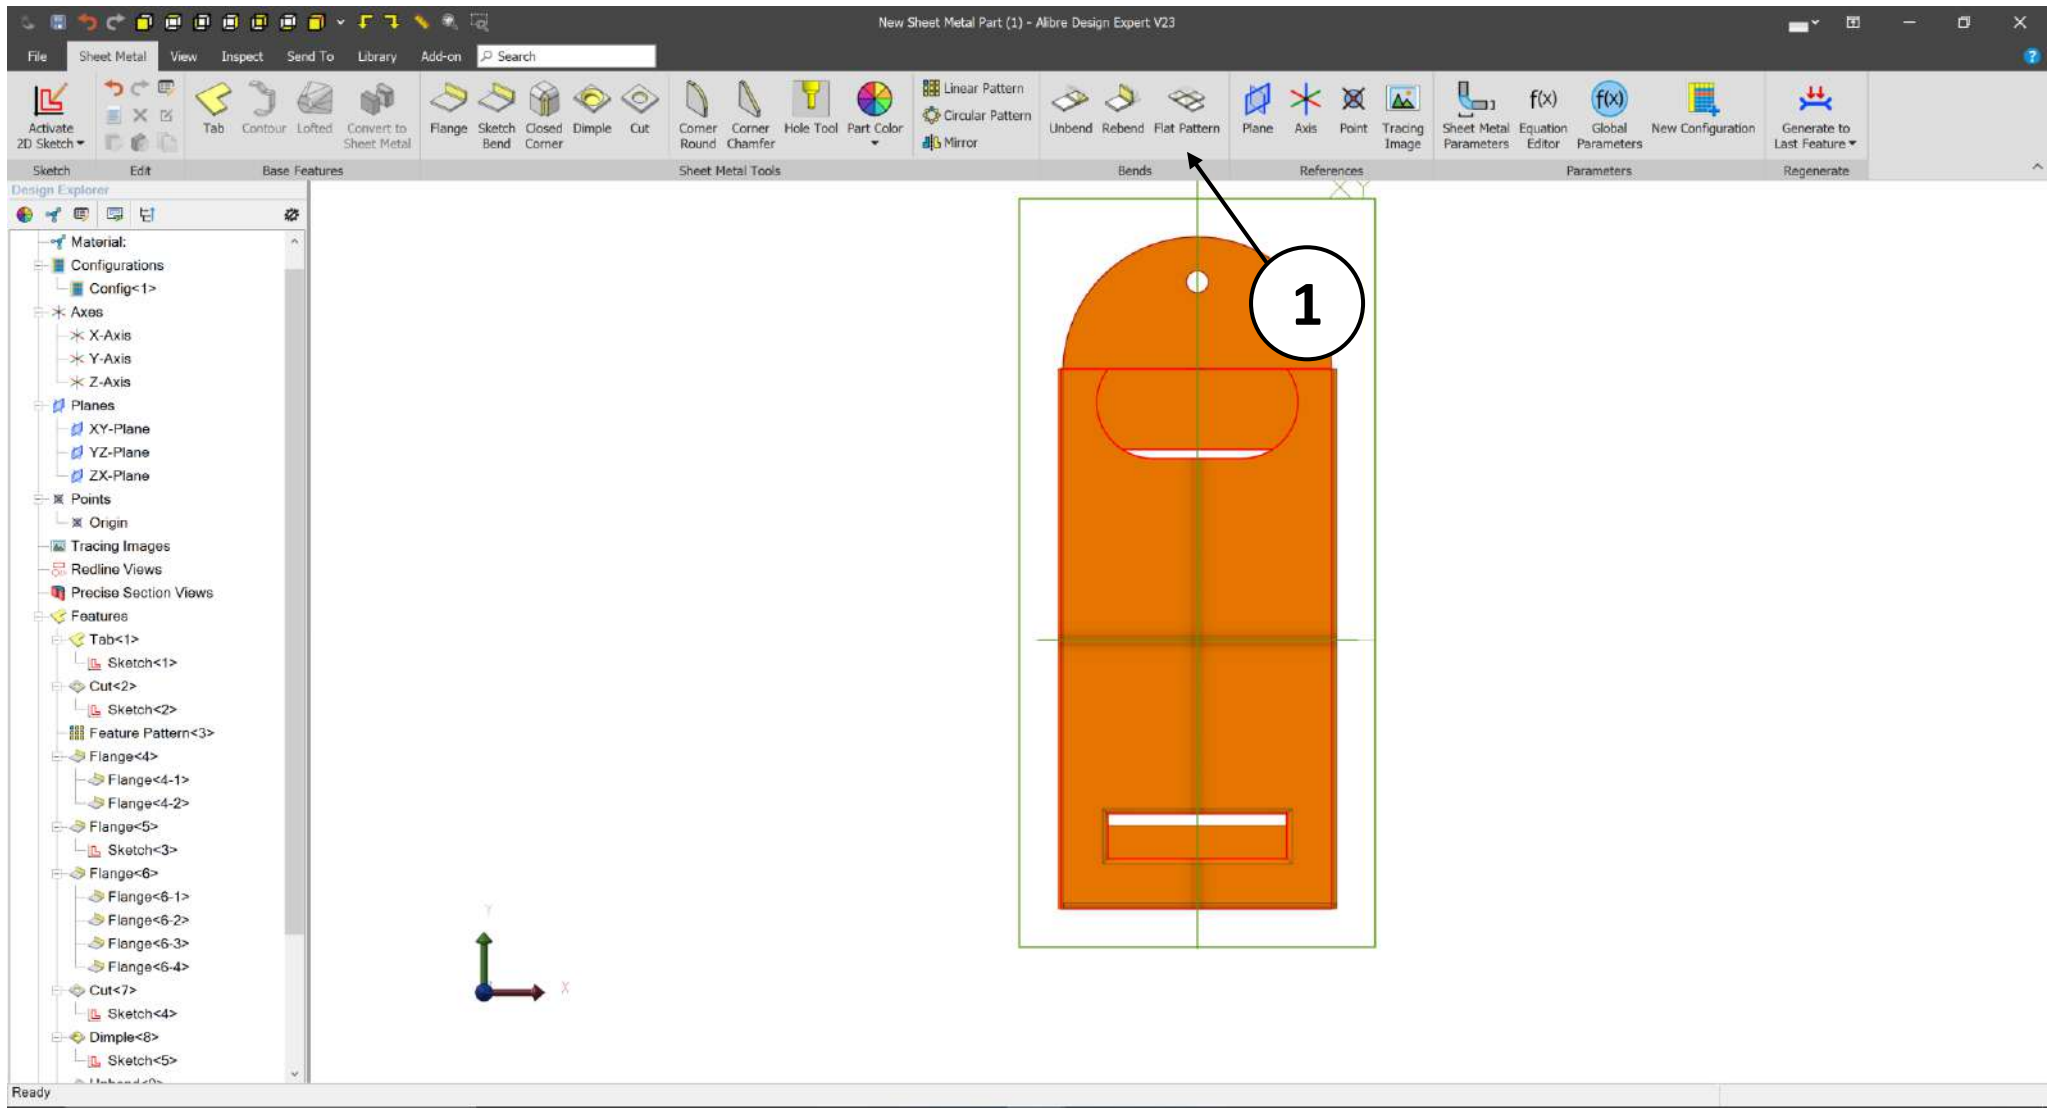 New Sheet Metal Part (1) - Alibre Design Expert V23
File Sheet Metal View Inspect Send To Library Add-on Search
Activate 2D Sketch
Tab Contour Lofted Convert to Sheet Metal
Flange Sketch Bend Closed Corner Dimple Cut Corner Round Corner Chamfer Hole Tool Part Color
Linear Pattern
Circular Pattern
Mirror
Unbend Rebend Flat Pattern
Plane Axis Point Tracing Image
Sheet Metal Parameters Equation Editor Global Parameters New Configuration
f(x) f(x)
Generate to Last Feature
Sketch Edit Base Features Sheet Metal Tools Bends References Parameters Regenerate
Design Explorer
Material:
Configurations
Config<1>
Axes
X-Axis
Y-Axis
Z-Axis
Planes
XY-Plane
YZ-Plane
ZX-Plane
Points
Origin
Tracing Images
Redline Views
Precise Section Views
Features
Tab<1>
Sketch<1>
Cut<2>
Sketch<2>
Feature Pattern<3>
Flange<4>
Flange<4-1>
Flange<4-2>
Flange<5>
Sketch<3>
Flange<6>
Flange<6-1>
Flange<6-2>
Flange<6-3>
Flange<6-4>
Cut<7>
Sketch<4>
Dimple<8>
Sketch<5>
XY
1
Y
X
Ready